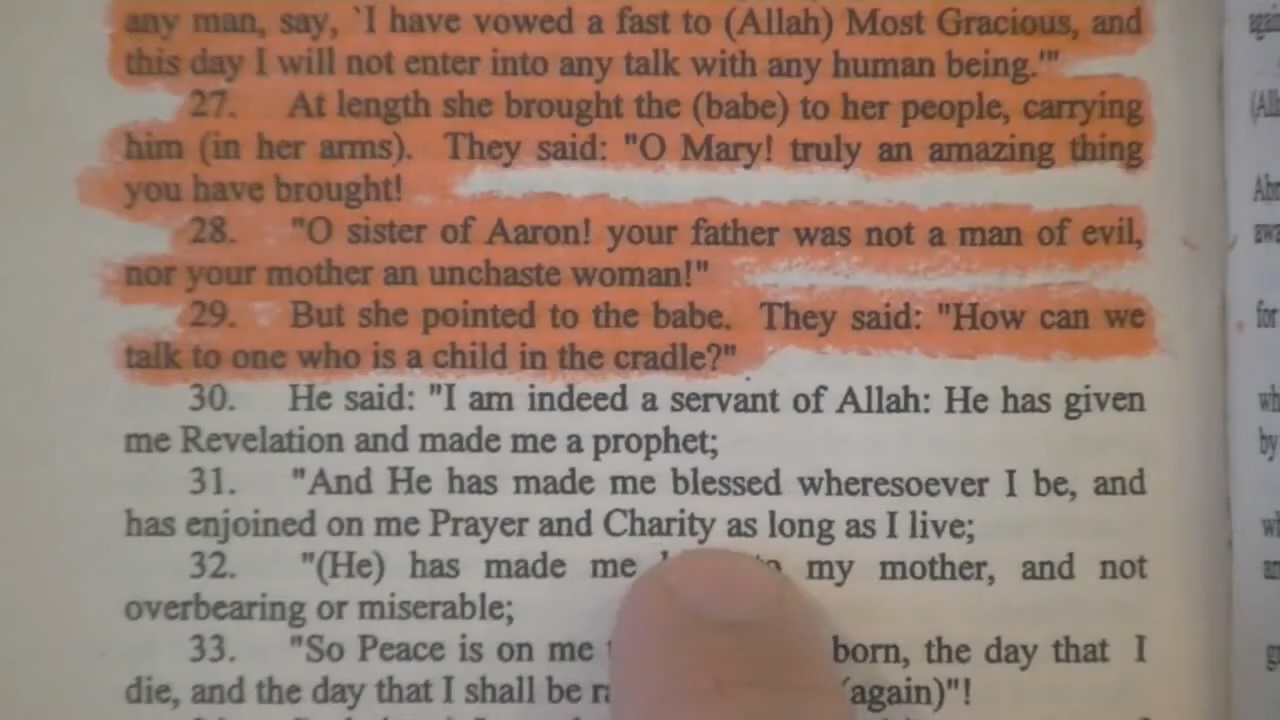 any man, say, `I have vowed a fast to (Allah) Most Gracious, and
this day I will not enter into any talk with any human being.'"
27. At length she brought the (babe) to her people, carrying
him (in her arms). They said: "O Mary! truly an amazing thing
you have brought!
28. "O sister of Aaron! your father was not a man of evil,
nor your mother an unchaste woman!"
29. But she pointed to the babe. They said: "How can we
talk to one who is a child in the cradle?"
30. He said: "I am indeed a servant of Allah: He has given
me Revelation and made me a prophet;
31. "And He has made me blessed wheresoever I be, and
has enjoined on me Prayer and Charity as long as I live;
32. "(He) has made me my mother, and not
overbearing or miserable;
33. "So Peace is on me born, the day that I
die, and the day that I shall be (again)"!
for
by